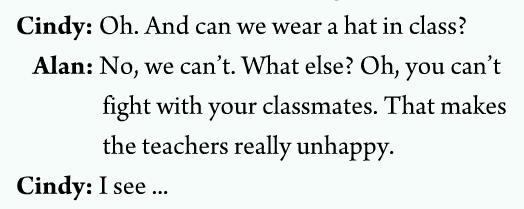 Cindy: Oh. And can we wear a hat in class?
Alan: No, we can't. What else? Oh, you can't
fight with your classmates. That makes
the teachers really unhappy.
Cindy: I see ...